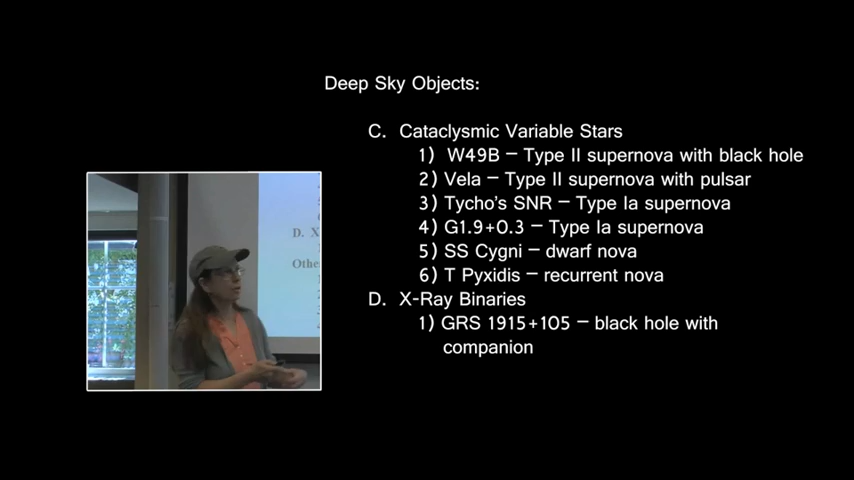 Deep Sky Objects:
C. Cataclysmic Variable Stars
1) W49B – Type II supernova with black hole
2) Vela – Type II supernova with pulsar
3) Tycho's SNR – Type Ia supernova
4) G1.9+0.3 – Type Ia supernova
5) SS Cygni – dwarf nova
6) T Pyxidis – recurrent nova
D. X-Ray Binaries
1) GRS 1915+105 – black hole with
companion
D. X
Othe